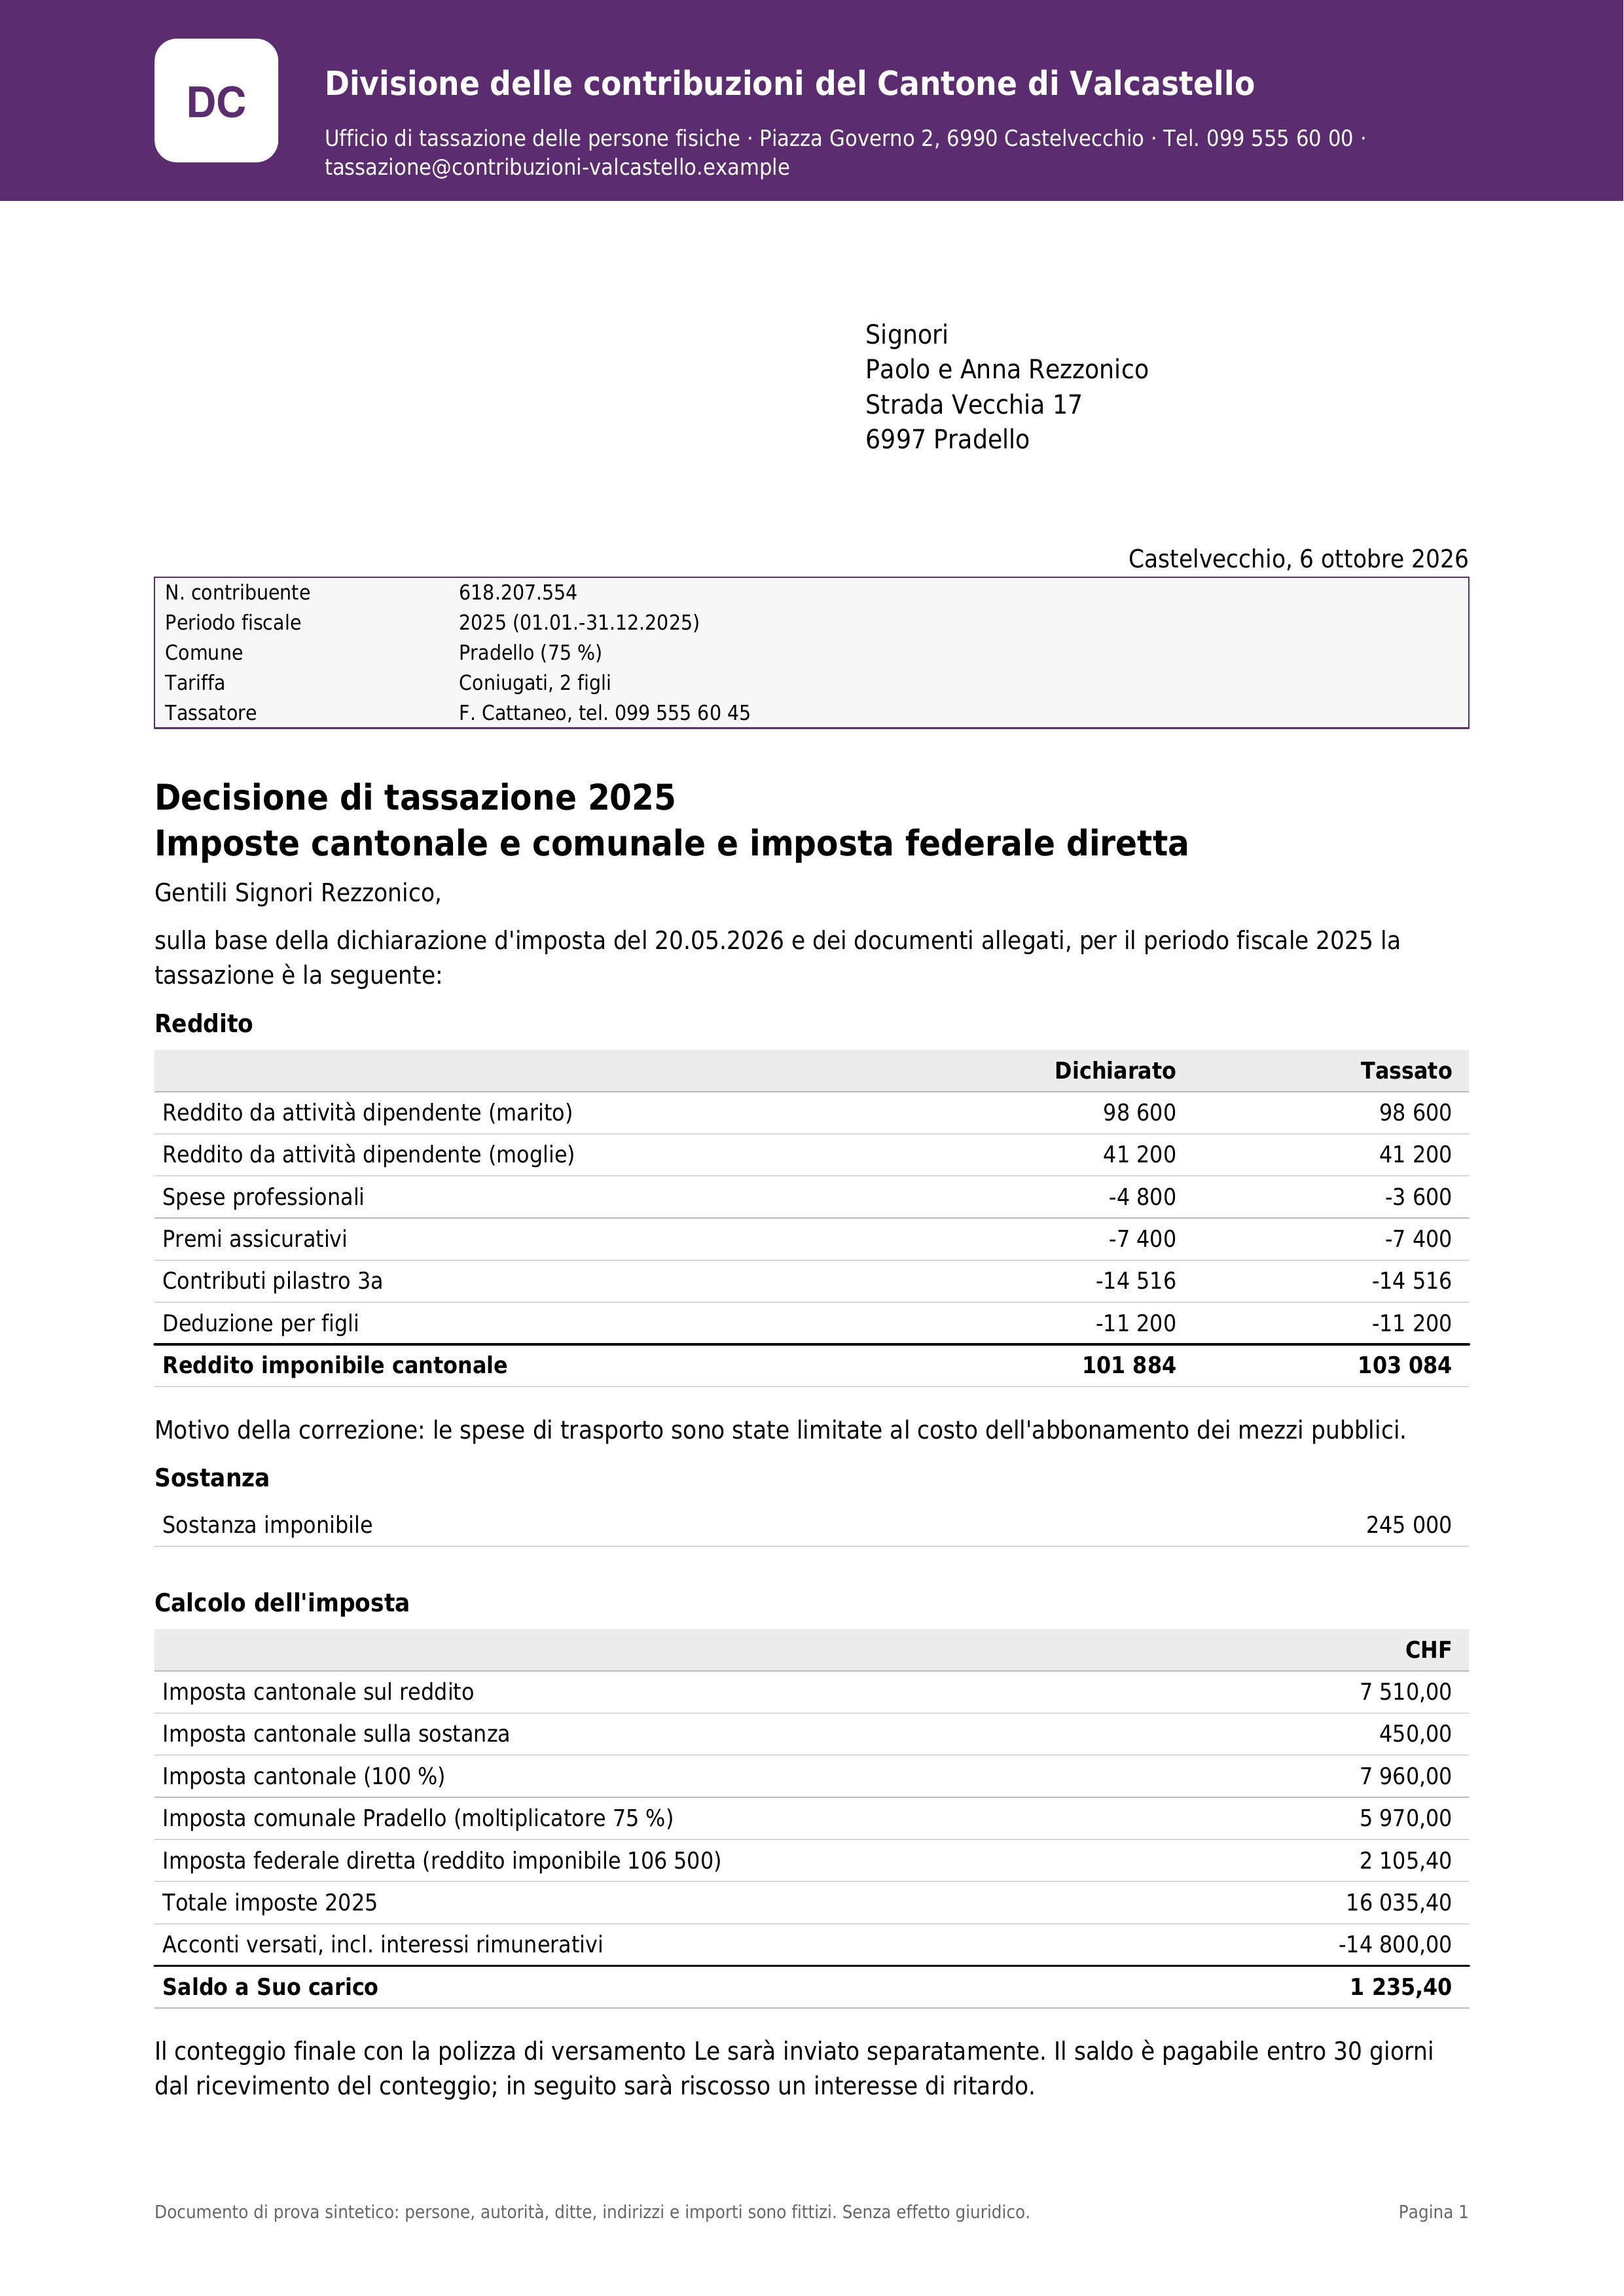 DC
Divisione delle contribuzioni del Cantone di Valcastello
Ufficio di tassazione delle persone fisiche · Piazza Governo 2, 6990 Castelvecchio · Tel. 099 555 60 00 ·
tassazione@contribuzioni-valcastello.example
Signori
Paolo e Anna Rezzonico
Strada Vecchia 17
6997 Pradello
Castelvecchio, 6 ottobre 2026
N. contribuente 618.207.554
Periodo fiscale 2025 (01.01.-31.12.2025)
Comune Pradello (75 %)
Tariffa Coniugati, 2 figli
Tassatore F. Cattaneo, tel. 099 555 60 45
Decisione di tassazione 2025
Imposte cantonale e comunale e imposta federale diretta
Gentili Signori Rezzonico,
sulla base della dichiarazione d'imposta del 20.05.2026 e dei documenti allegati, per il periodo fiscale 2025 la
tassazione è la seguente:
Reddito
Dichiarato Tassato
Reddito da attività dipendente (marito) 98 600 98 600
Reddito da attività dipendente (moglie) 41 200 41 200
Spese professionali -4 800 -3 600
Premi assicurativi -7 400 -7 400
Contributi pilastro 3a -14 516 -14 516
Deduzione per figli -11 200 -11 200
Reddito imponibile cantonale 101 884 103 084
Motivo della correzione: le spese di trasporto sono state limitate al costo dell'abbonamento dei mezzi pubblici.
Sostanza
Sostanza imponibile 245 000
Calcolo dell'imposta
CHF
Imposta cantonale sul reddito 7 510,00
Imposta cantonale sulla sostanza 450,00
Imposta cantonale (100 %) 7 960,00
Imposta comunale Pradello (moltiplicatore 75 %) 5 970,00
Imposta federale diretta (reddito imponibile 106 500) 2 105,40
Totale imposte 2025 16 035,40
Acconti versati, incl. interessi rimunerativi -14 800,00
Saldo a Suo carico 1 235,40
Il conteggio finale con la polizza di versamento Le sarà inviato separatamente. Il saldo è pagabile entro 30 giorni
dal ricevimento del conteggio; in seguito sarà riscosso un interesse di ritardo.
Documento di prova sintetico: persone, autorità, ditte, indirizzi e importi sono fittizi. Senza effetto giuridico. Pagina 1